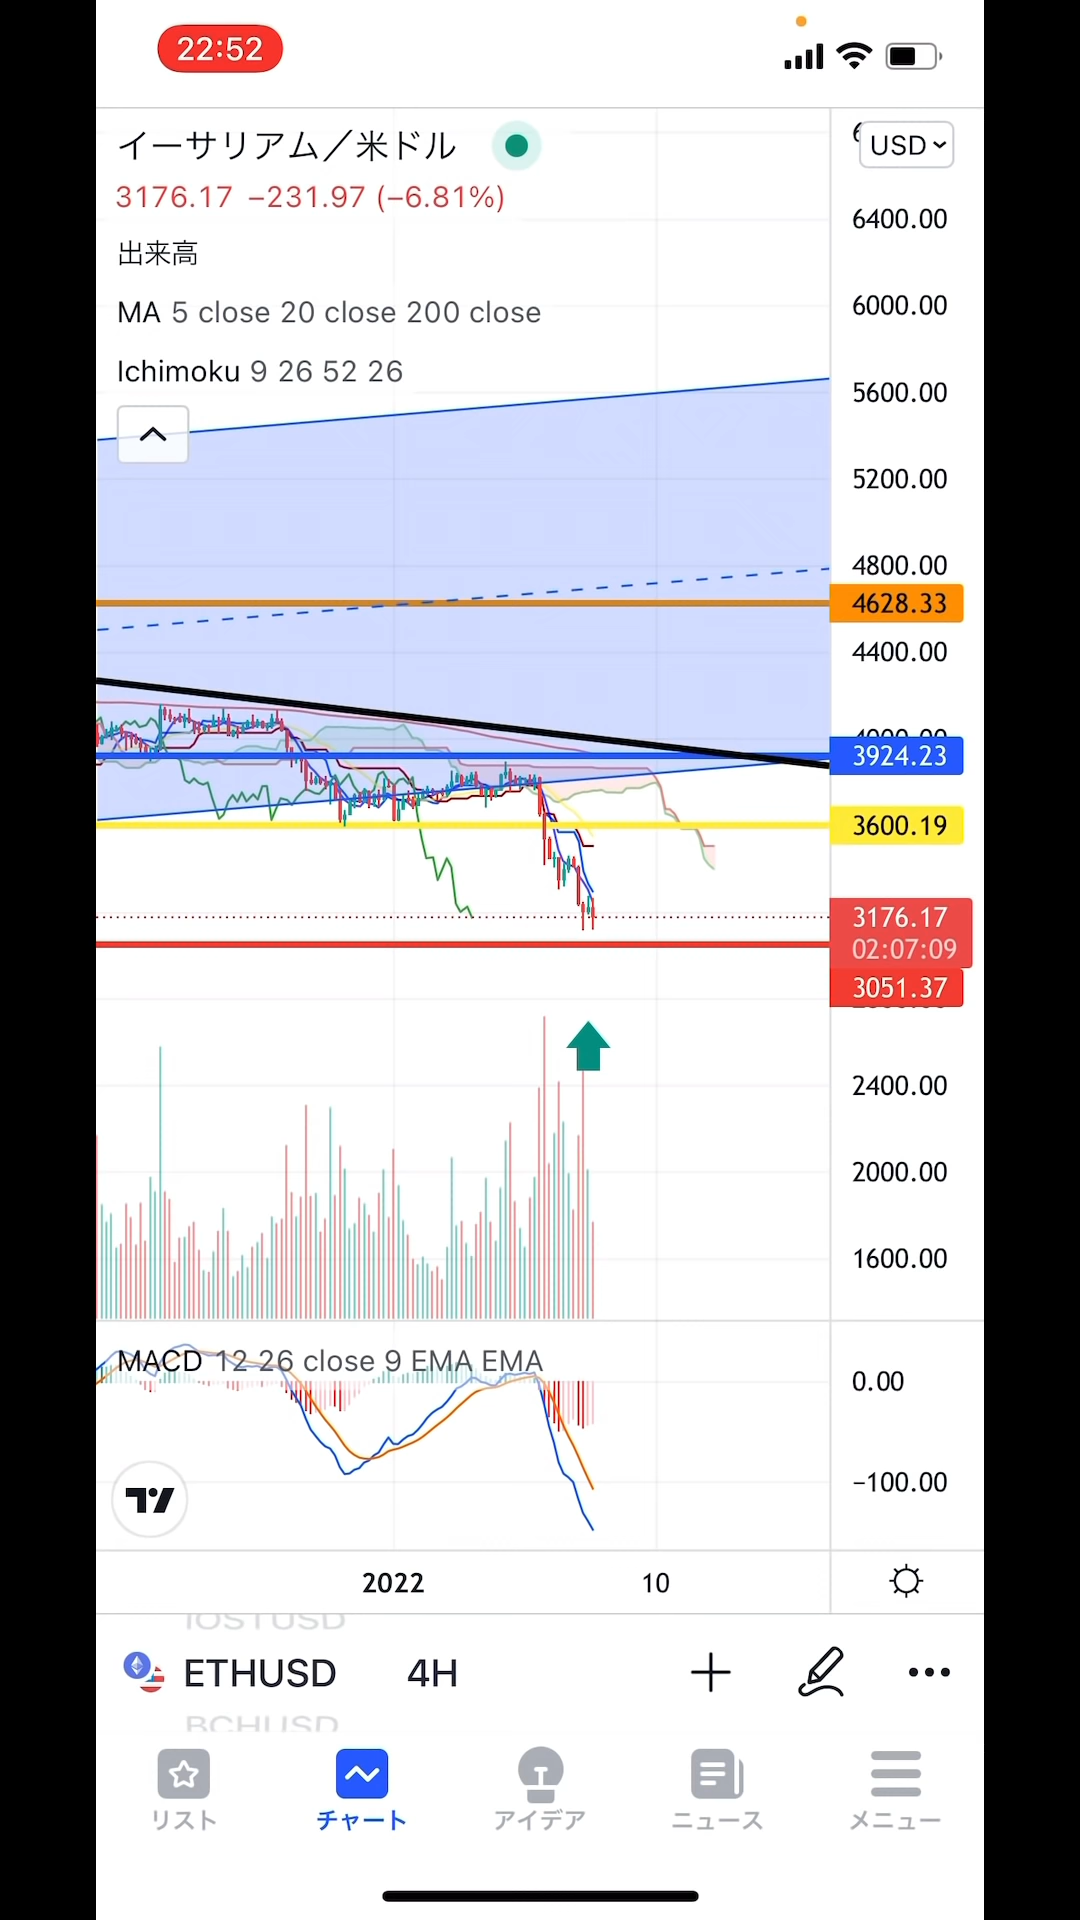 22:52
イーサリアム／米ドル
USD
3176.17 −231.97 (−6.81%)
6400.00
出来高
6000.00
MA 5 close 20 close 200 close
Ichimoku 9 26 52 26
5600.00
5200.00
4800.00
4628.33
4400.00
3924.23
3600.19
3176.17
02:07:09
3051.37
2400.00
2000.00
1600.00
MACD 12 26 close 9 EMA EMA
0.00
−100.00
2022
10
IOSTUSD
ETHUSD
4H
BCHUSD
リスト
チャート
アイデア
ニュース
メニュー